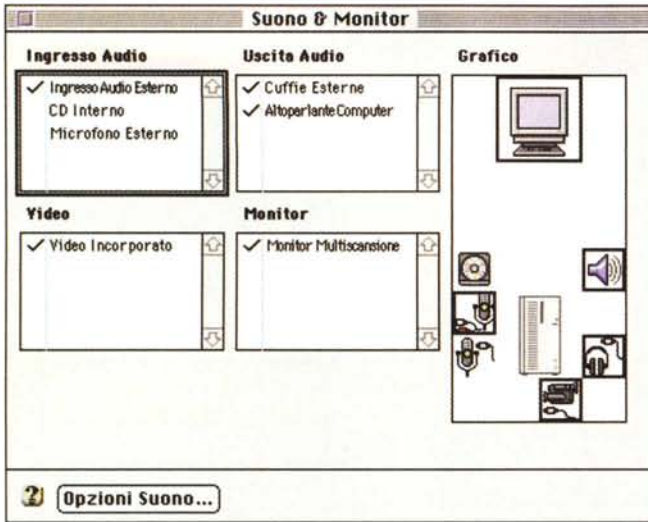 Suono & Monitor
Ingresso Audio
Uscita Audio
Grafico
Ingresso Audio Esterno
CD Interno
Microfono Esterno
Cuffie Esterne
Altoparlante Computer
Video
Monitor
Video Incorporato
Monitor Multiscansione
Opzioni Suono...